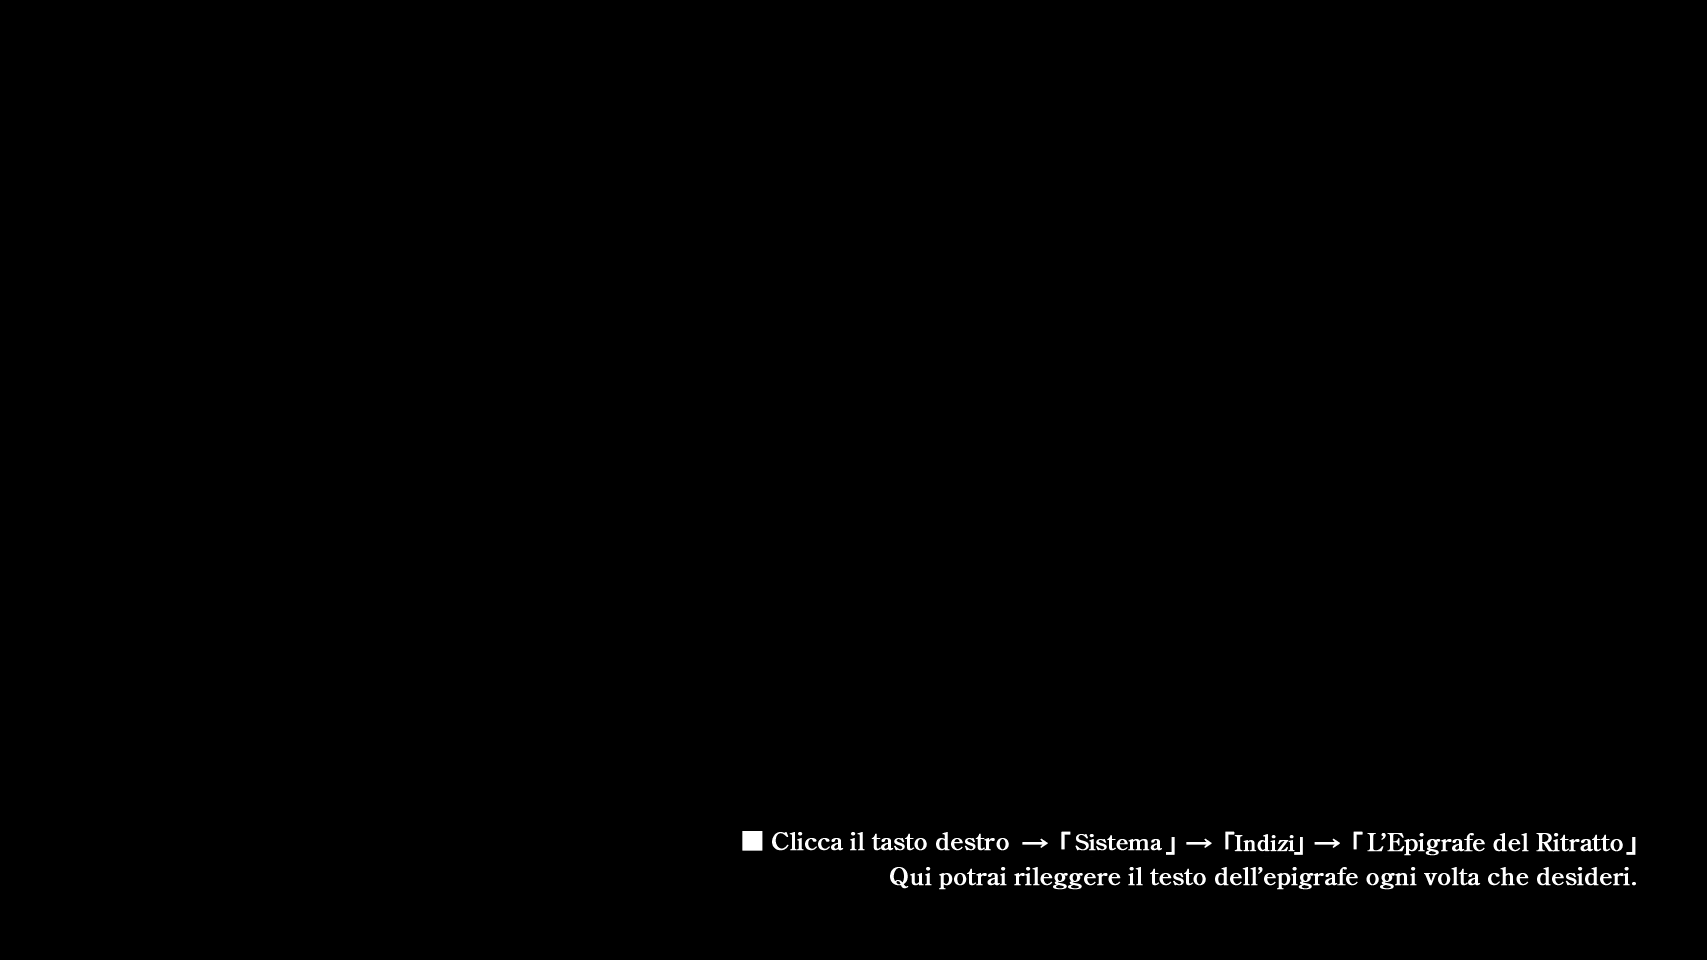 ■ Clicca il tasto destro →「Sistema」→「Indizi」→「L’Epigrafe del Ritratto」
Qui potrai rileggere il testo dell’epigrafe ogni volta che desideri.